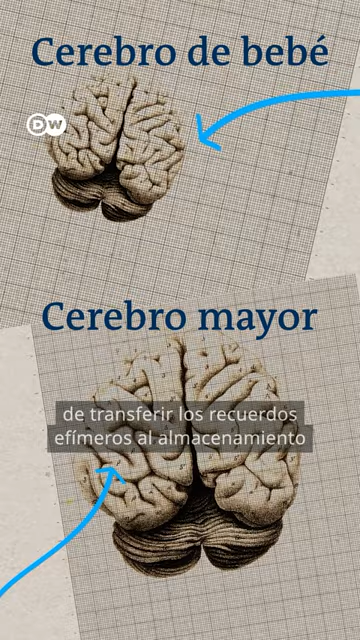 Cerebro de bebé
DW
Cerebro mayor
de transferir los recuerdos
efímeros al almacenamiento